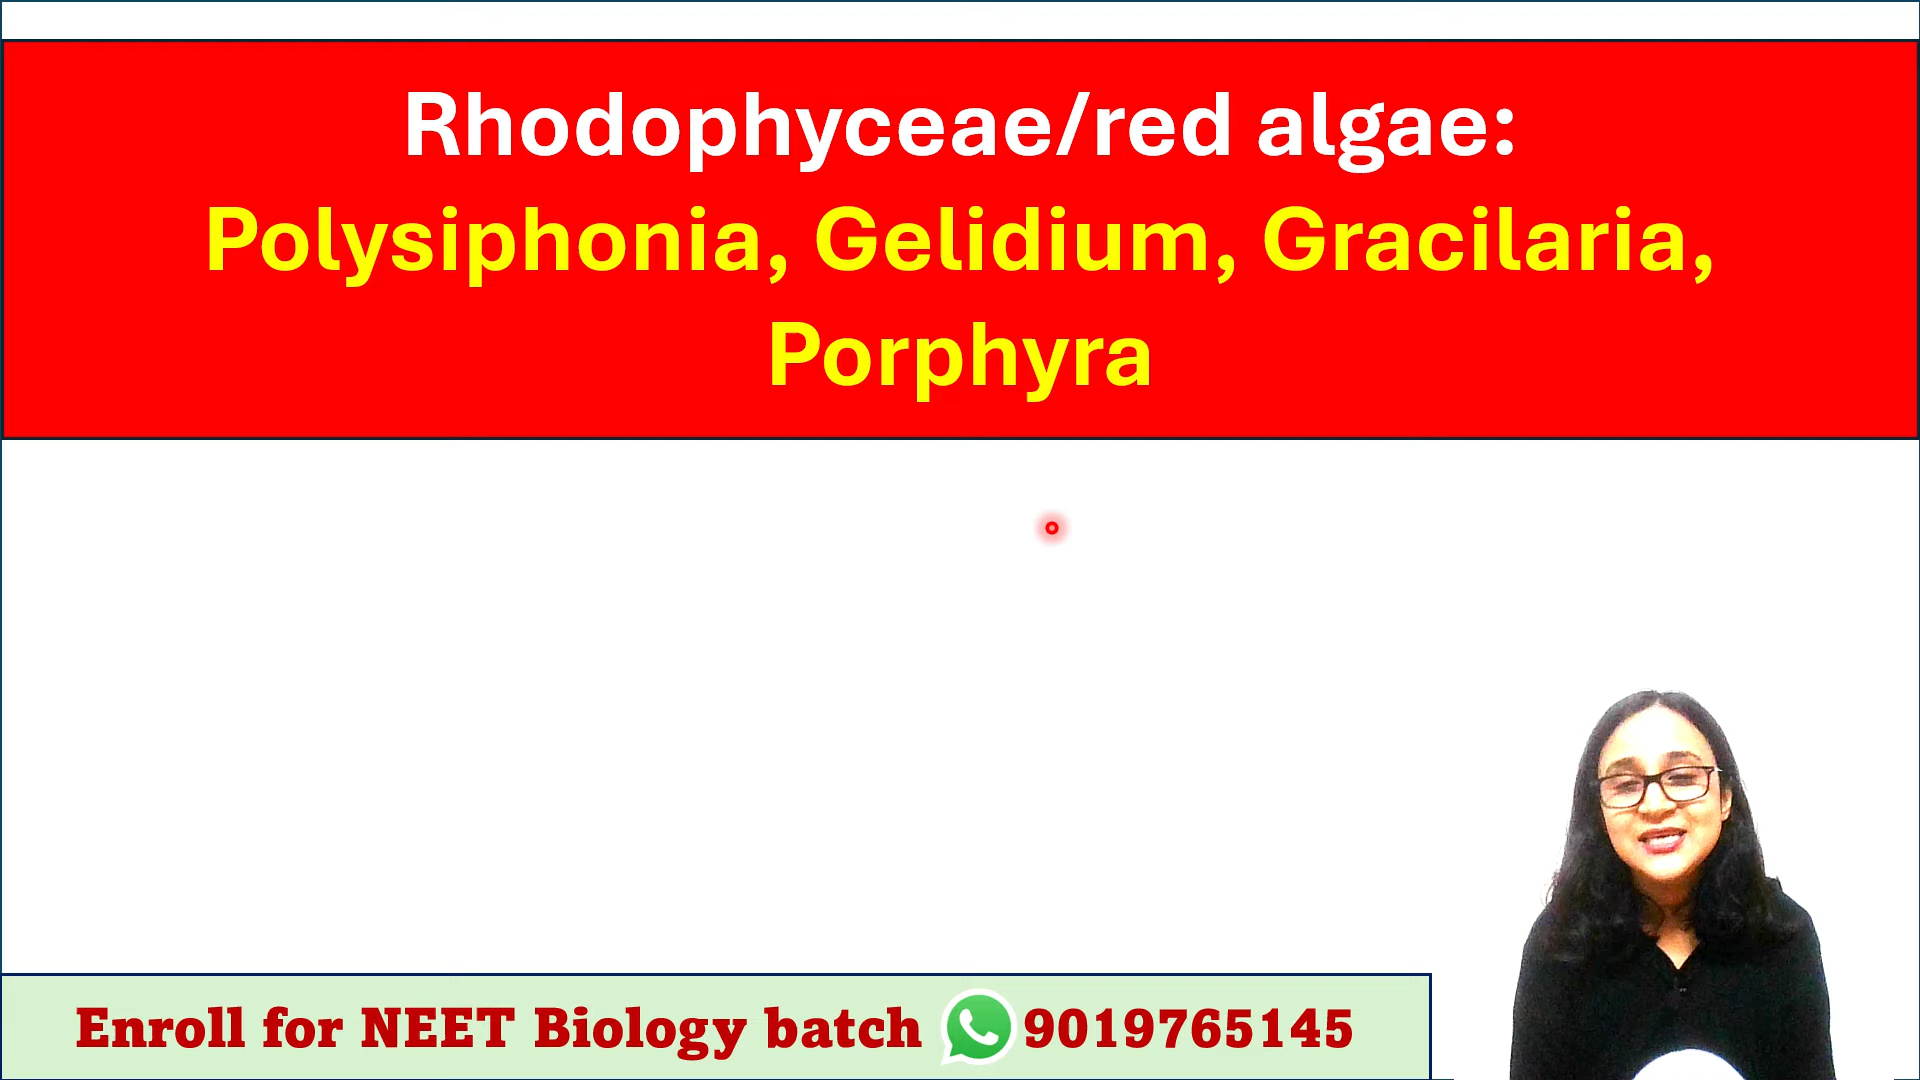 Rhodophyceae/red algae:
Polysiphonia, Gelidium, Gracilaria,
Porphyra
Enroll for NEET Biology batch 9019765145